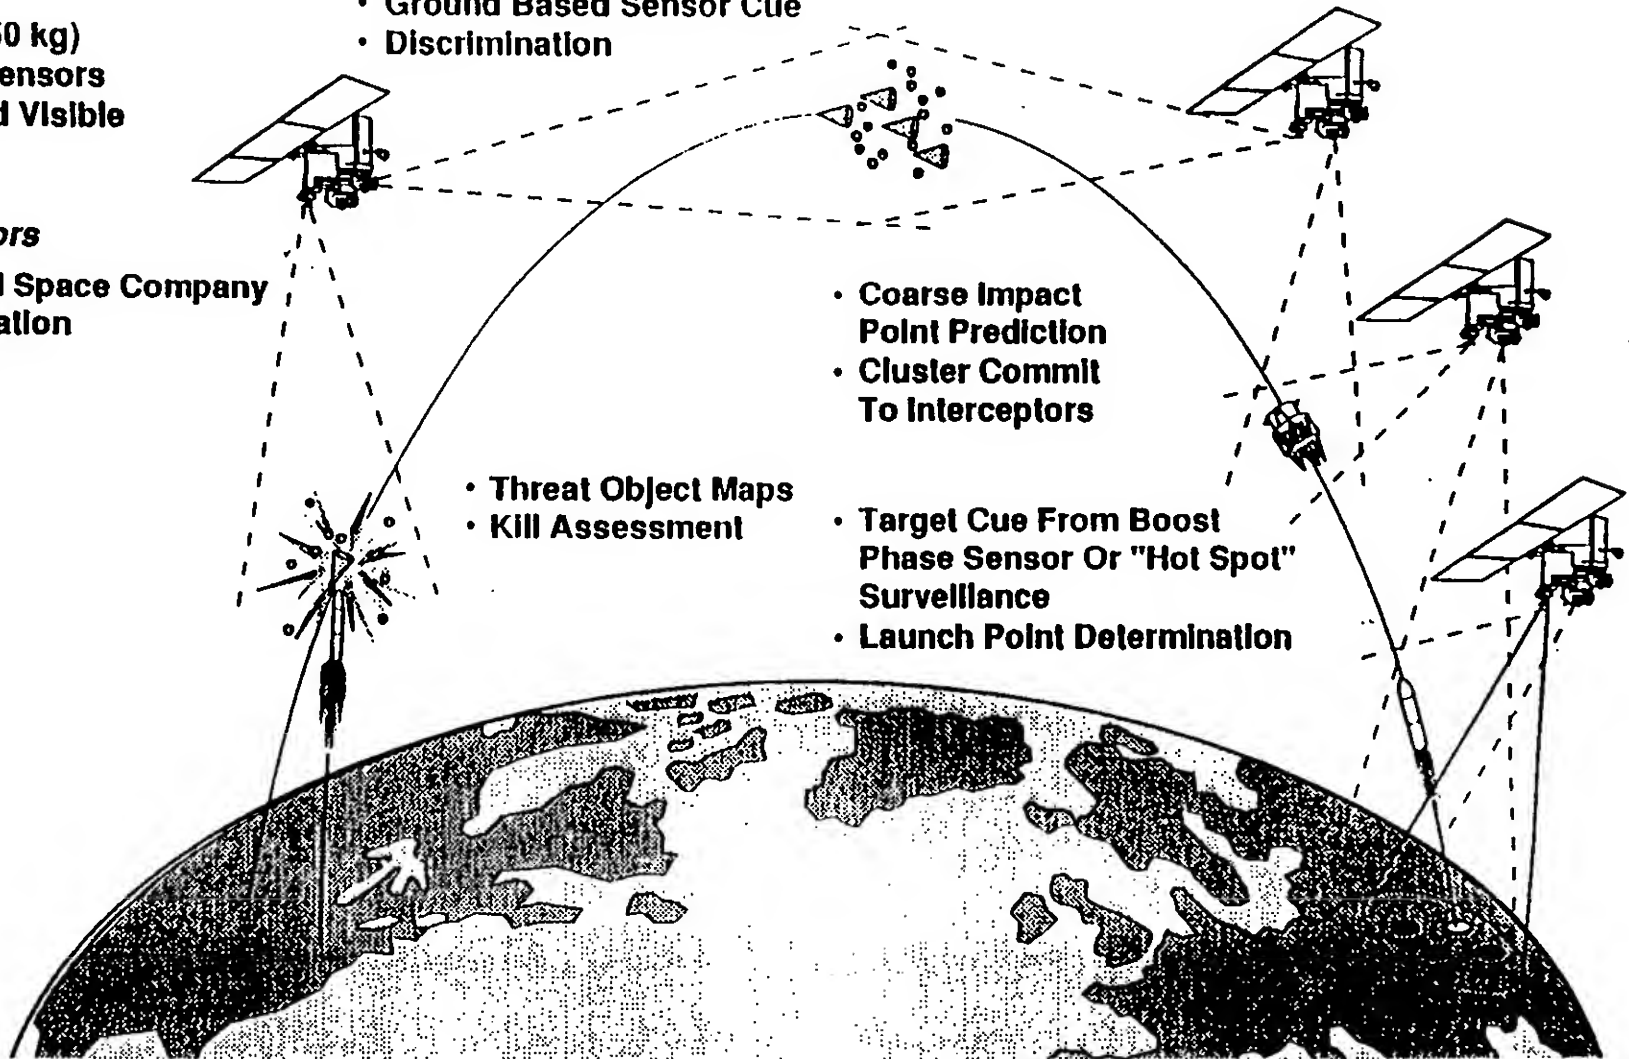 50 kg)
ensors
d Visible
ors
l Space Company
ation
• Ground Based Sensor Cue
• Discrimination
• Coarse Impact
Point Prediction
• Cluster Commit
To Interceptors
• Threat Object Maps
• Kill Assessment
• Target Cue From Boost
Phase Sensor Or "Hot Spot"
Surveillance
• Launch Point Determination